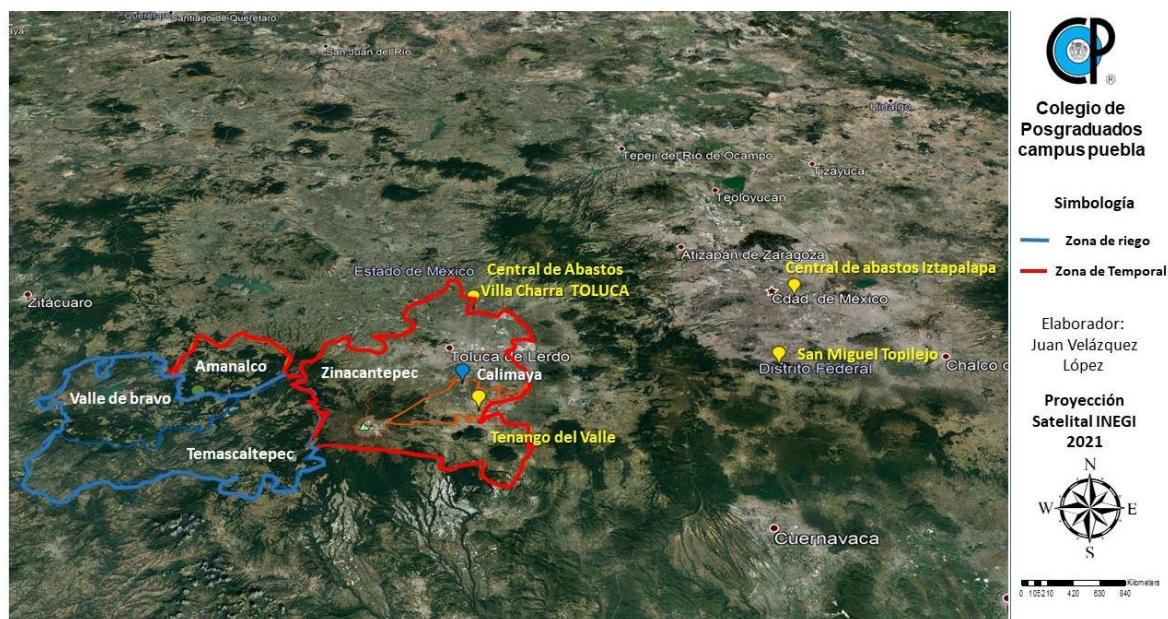 Querétaro
Santiago de Querétaro
San Juan del Río
Hidalgo
Tepeji del Río de Ocampo
Tizayuca
Teoloyucan
Atizapán de Zaragoza
Estado de México
Central de Abastos
Villa Charra TOLUCA
Central de abastos Iztapalapa
Cdad. de México
Zitácuaro
Toluca de Lerdo
San Miguel Topilejo
Distrito Federal
Chalco
Amanalco
Zinacantepec
Calimaya
Valle de bravo
Tenango del Valle
Temascaltepec
Cuernavaca
CP
®
Colegio de
Posgraduados
campus puebla
Simbología
Zona de riego
Zona de Temporal
Elaborador:
Juan Velázquez
López
Proyección
Satelital INEGI
2021
N
W E
S
Kilometers
0 105210 420 630 840